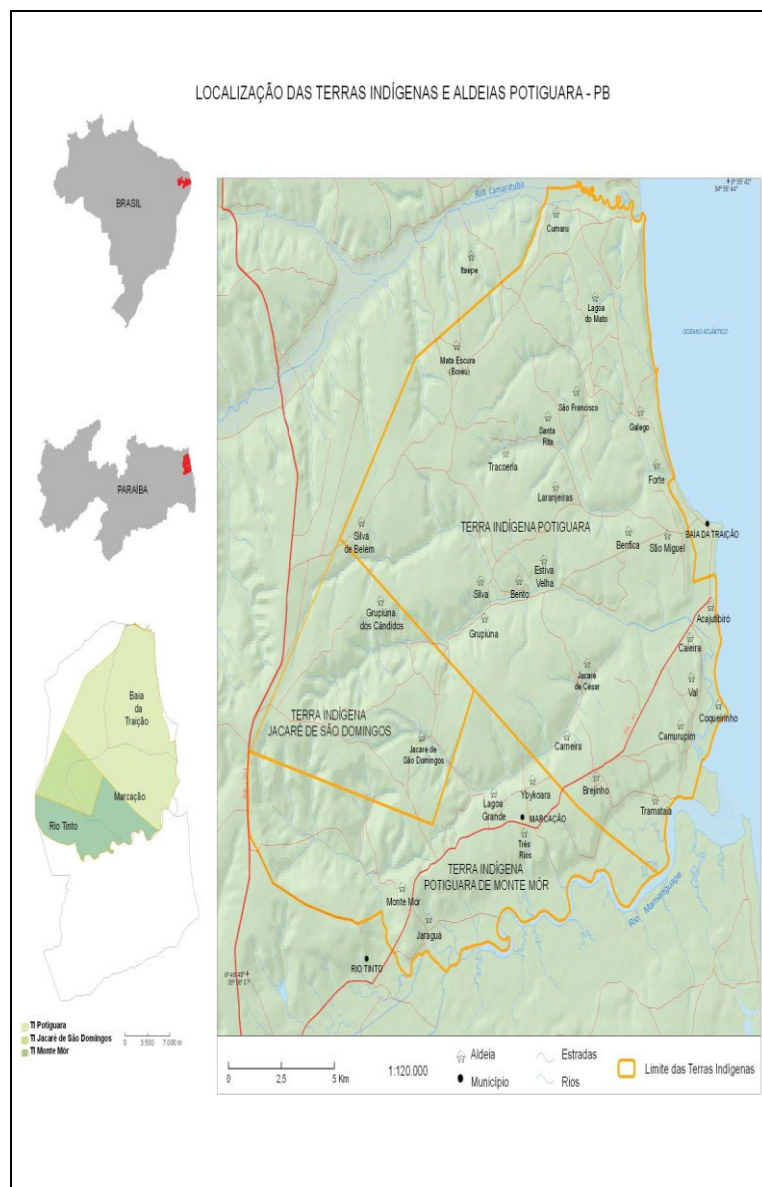 LOCALIZAÇÃO DAS TERRAS INDÍGENAS E ALDEIAS POTIGUARA - PB
BRASIL
PARAÍBA
Baía
da
Traição
Marcação
Rio Tinto
TI Potiguara
TI Jacaré de São Domingos
TI Monte Mór
0 3.500 7.000 m
Rio Camaratuba
Cumaru
Itaepe
Lagoa
do Mato
OCEANO ATLÂNTICO
Mata Escura
(Boréu)
São Francisco
Santa
Rita
Galego
Tracoeria
Forte
Laranjeiras
TERRA INDÍGENA POTIGUARA
BAÍA DA TRAIÇÃO
Silva
de Belém
Benfica
São Miguel
Estiva
Velha
Silva
Bento
Grupiúna
dos Cândidos
Grupiúna
Acajutibiró
Caieira
Jacaré
de César
Val
Coqueirinho
TERRA INDÍGENA
JACARÉ DE SÃO DOMINGOS
Camurupim
Jacaré de
São Domingos
Carneira
Ybykoara
Brejinho
Lagoa
Grande
Tramataia
MARCAÇÃO
Três
Rios
TERRA INDÍGENA
POTIGUARA DE MONTE MÓR
Monte Mór
Jaraguá
Rio Mamanguape
RIO TINTO
0 2.5 5 Km
1:120.000
Aldeia
Município
Estradas
Rios
Limite das Terras Indígenas